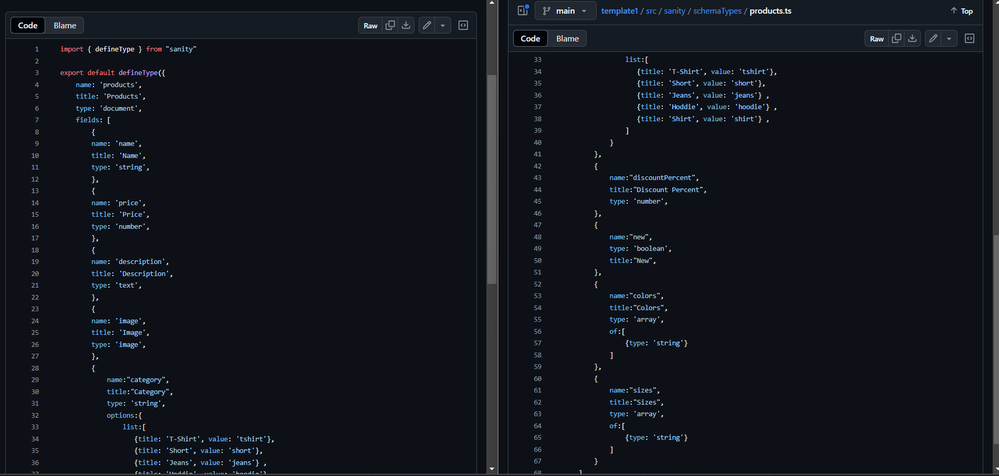 Code Blame Raw
1 import { defineType } from "sanity"
2
3 export default defineType({
4 name: 'products',
5 title: 'Products',
6 type: 'document',
7 fields: [
8 {
9 name: 'name',
10 title: 'Name',
11 type: 'string',
12 },
13 {
14 name: 'price',
15 title: 'Price',
16 type: 'number',
17 },
18 {
19 name: 'description',
20 title: 'Description',
21 type: 'text',
22 },
23 {
24 name: 'image',
25 title: 'Image',
26 type: 'image',
27 },
28 {
29 name:"category",
30 title:"Category",
31 type: 'string',
32 options:{
33 list:[
34 {title: 'T-Shirt', value: 'tshirt'},
35 {title: 'Short', value: 'short'},
36 {title: 'Jeans', value: 'jeans'} ,
37 {title: 'Hoddie', value: 'hoodie'}
main template1 / src / sanity / schemaTypes / products.ts Top
Code Blame Raw
33 list:[
34 {title: 'T-Shirt', value: 'tshirt'},
35 {title: 'Short', value: 'short'},
36 {title: 'Jeans', value: 'jeans'} ,
37 {title: 'Hoddie', value: 'hoodie'} ,
38 {title: 'Shirt', value: 'shirt'} ,
39 ]
40 }
41 },
42 {
43 name:"discountPercent",
44 title:"Discount Percent",
45 type: 'number',
46 },
47 {
48 name:"new",
49 type: 'boolean',
50 title:"New",
51 },
52 {
53 name:"colors",
54 title:"Colors",
55 type: 'array',
56 of:[
57 {type: 'string'}
58 ]
59 },
60 {
61 name:"sizes",
62 title:"Sizes",
63 type: 'array',
64 of:[
65 {type: 'string'}
66 ]
67 }
68 ]